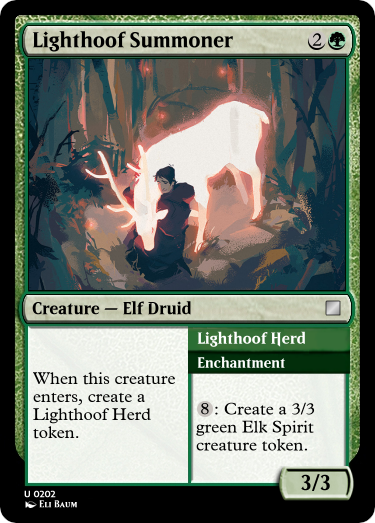 Lighthoof Summoner 2
Creature — Elf Druid
When this creature
enters, create a
Lighthoof Herd
token.
Lighthoof Herd
Enchantment
8: Create a 3/3
green Elk Spirit
creature token.
3/3
U 0202
Eli Baum